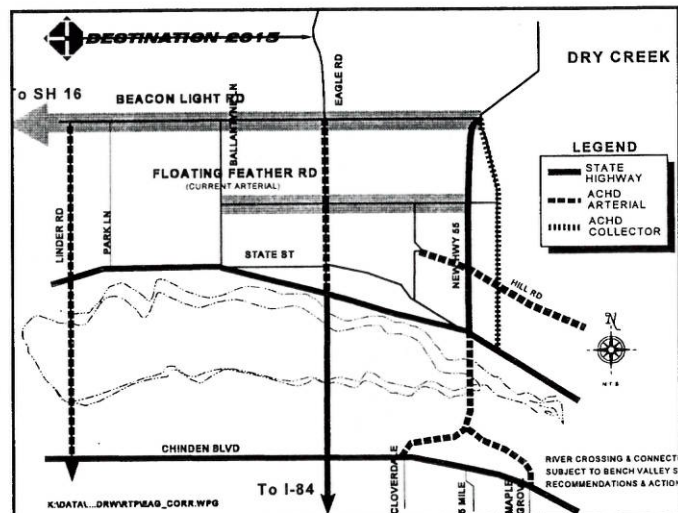 DESTINATION 2015
DRY CREEK
To SH 16
BEACON LIGHT RD
EAGLE RD
BALLANTYNE LN
FLOATING FEATHER RD
(CURRENT ARTERIAL)
LEGEND
STATE
HIGHWAY
ACHD
ARTERIAL
ACHD
COLLECTOR
LINDER RD
PARK LN
STATE ST
NEW HWY 55
HILL RD
N
N.T.S
CHINDEN BLVD
To I-84
CLOVERDALE
5 MILE
MAPLE
GROVE
RIVER CROSSING & CONNECT
SUBJECT TO BENCH VALLEY S
RECOMMENDATIONS & ACTION
K:\DATA\...DRW\RTP\EAG_CORR.WPG